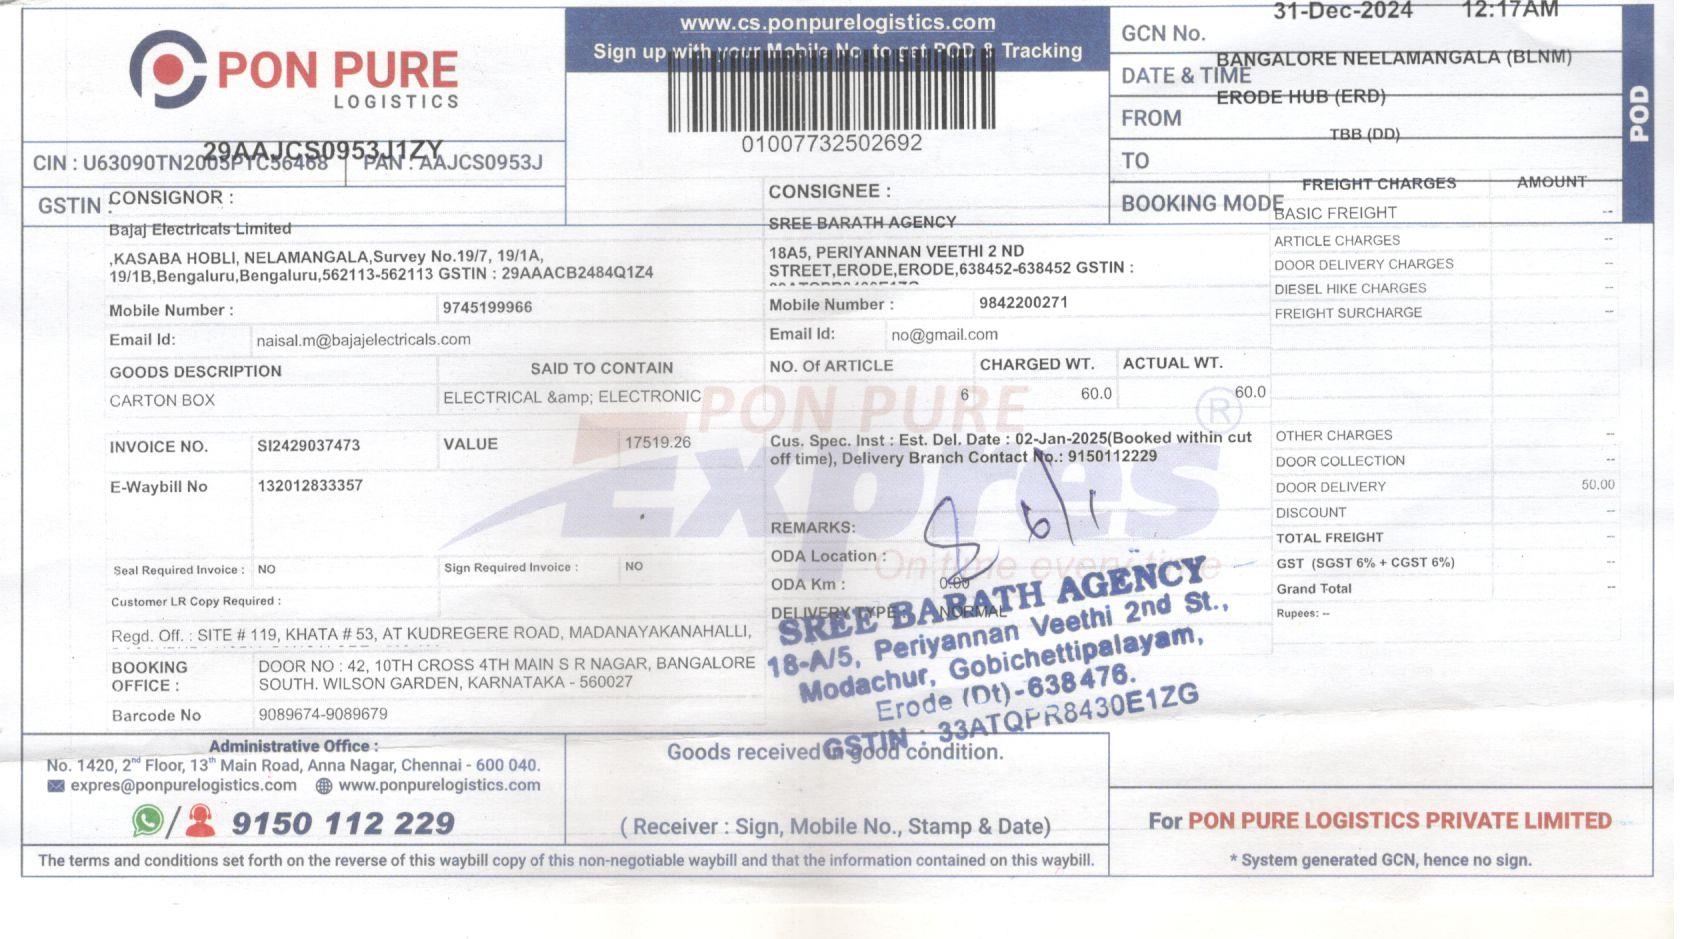 PON PURE
LOGISTICS
www.cs.ponpurelogistics.com
Sign up with your Mobile No. to get POD & Tracking
01007732502692
GCN No.
31-Dec-2024 12:17AM
DATE & TIME
BANGALORE NEELAMANGALA (BLNM)
FROM
ERODE HUB (ERD)
TO
TBB (DD)
BOOKING MODE
POD
29AAJCS0953J1ZY
PAN : AAJCS0953J
GSTIN :
CONSIGNOR :
Bajaj Electricals Limited
,KASABA HOBLI, NELAMANGALA,Survey No.19/7, 19/1A,
19/1B,Bengaluru,Bengaluru,562113-562113 GSTIN : 29AAACB2484Q1Z4
Mobile Number : 9745199966
Email Id: naisal.m@bajajelectricals.com
CONSIGNEE :
SREE BARATH AGENCY
18A5, PERIYANNAN VEETHI 2 ND
STREET,ERODE,ERODE,638452-638452 GSTIN :
Mobile Number : 9842200271
Email Id: no@gmail.com
GOODS DESCRIPTION SAID TO CONTAIN NO. Of ARTICLE CHARGED WT. ACTUAL WT.
CARTON BOX ELECTRICAL &amp; ELECTRONIC 6 60.0 60.0
INVOICE NO. SI2429037473 VALUE 17519.26
E-Waybill No 132012833357
Cus. Spec. Inst : Est. Del. Date : 02-Jan-2025(Booked within cut
off time), Delivery Branch Contact No.: 9150112229
REMARKS:
ODA Location :
ODA Km : 0.00
DELIVERY TYPE NORMAL
Seal Required Invoice : NO Sign Required Invoice : NO
Customer LR Copy Required :
Regd. Off. : SITE # 119, KHATA # 53, AT KUDREGERE ROAD, MADANAYAKANAHALLI,
BOOKING OFFICE : DOOR NO : 42, 10TH CROSS 4TH MAIN S R NAGAR, BANGALORE
SOUTH. WILSON GARDEN, KARNATAKA - 560027
Barcode No 9089674-9089679
FREIGHT CHARGES AMOUNT
BASIC FREIGHT --
ARTICLE CHARGES --
DOOR DELIVERY CHARGES --
DIESEL HIKE CHARGES --
FREIGHT SURCHARGE --
OTHER CHARGES --
DOOR COLLECTION --
DOOR DELIVERY 50.00
DISCOUNT --
TOTAL FREIGHT --
GST (SGST 6% + CGST 6%) --
Grand Total --
Rupees: --
PON PURE ®
Expres
On time every time
6/1
SREE BARATH AGENCY
18-A/5, Periyannan Veethi 2nd St.,
Modachur, Gobichettipalayam,
Erode (Dt)-638476.
GSTIN : 33ATQPR8430E1ZG
Administrative Office :
No. 1420, 2nd Floor, 13th Main Road, Anna Nagar, Chennai - 600 040.
expres@ponpurelogistics.com www.ponpurelogistics.com
/ 9150 112 229
Goods received in good condition.
( Receiver : Sign, Mobile No., Stamp & Date)
For PON PURE LOGISTICS PRIVATE LIMITED
* System generated GCN, hence no sign.
The terms and conditions set forth on the reverse of this waybill copy of this non-negotiable waybill and that the information contained on this waybill.